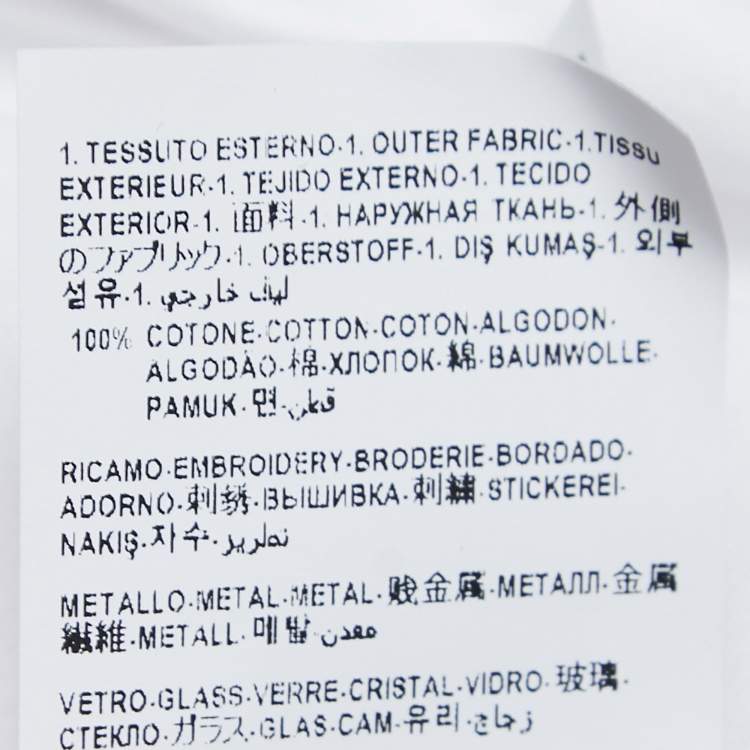 1. TESSUTO ESTERNO-1. OUTER FABRIC-1.TISSU
EXTERIEUR-1. TEJIDO EXTERNO-1. TECIDO
EXTERIOR-1. 面料-1. НАРУЖНАЯ ТКАНЬ-1. 外側
のファブリック-1. OBERSTOFF-1. DIŞ KUMAŞ-1. 외부
섬유-1. ليف خارجي
100% COTONE-COTTON-COTON-ALGODON-
ALGODÃO-棉-ХЛОПОК-綿-BAUMWOLLE-
PAMUK-면-قطن
RICAMO-EMBROIDERY-BRODERIE-BORDADO-
ADORNO-刺绣-ВЫШИВКА-刺繍-STICKEREI-
NAKIŞ-자수-تطريز
METALLO-METAL-METAL-贱金属-МЕТАЛЛ-金属
繊維-METALL-메탈-معدن
VETRO-GLASS-VERRE-CRISTAL-VIDRO-玻璃-
СТЕКЛО-ガラス-GLAS-CAM-유리-زجاج